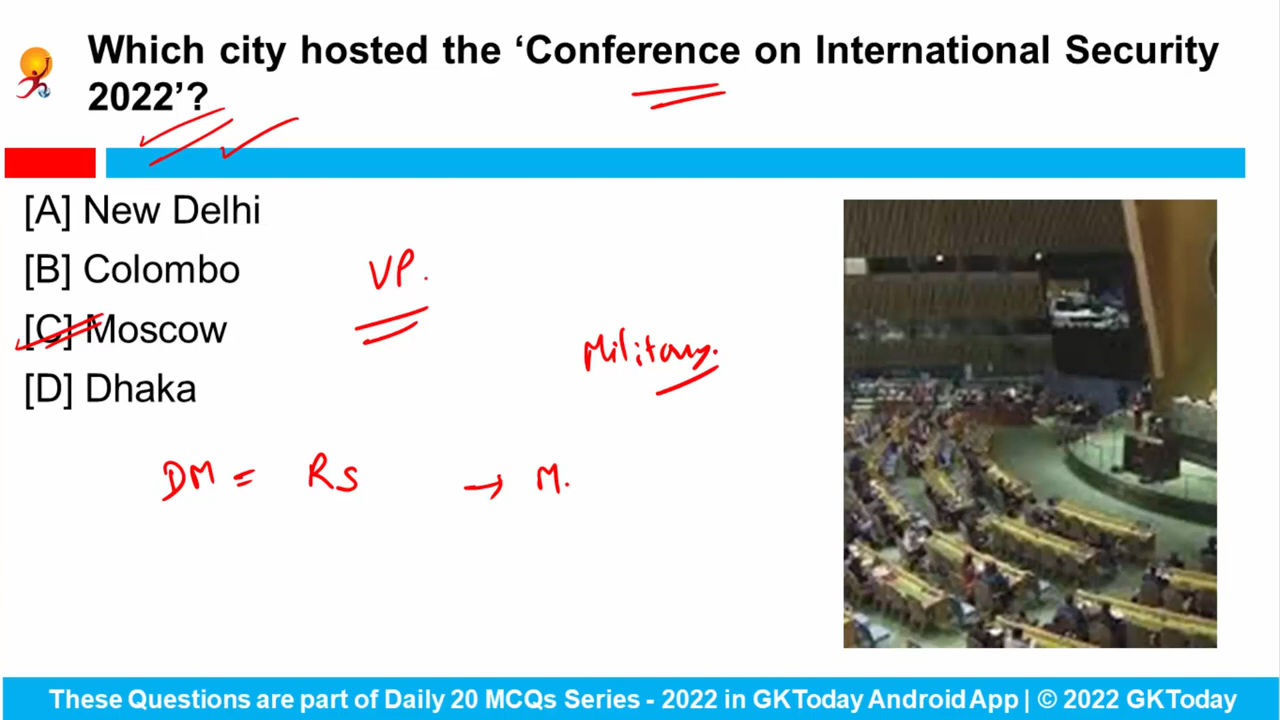 Which city hosted the ‘Conference on International Security
2022’?
[A] New Delhi
[B] Colombo
VP.
[C] Moscow
Military.
[D] Dhaka
DM = RS → M.
These Questions are part of Daily 20 MCQs Series - 2022 in GKToday Android App | © 2022 GKToday